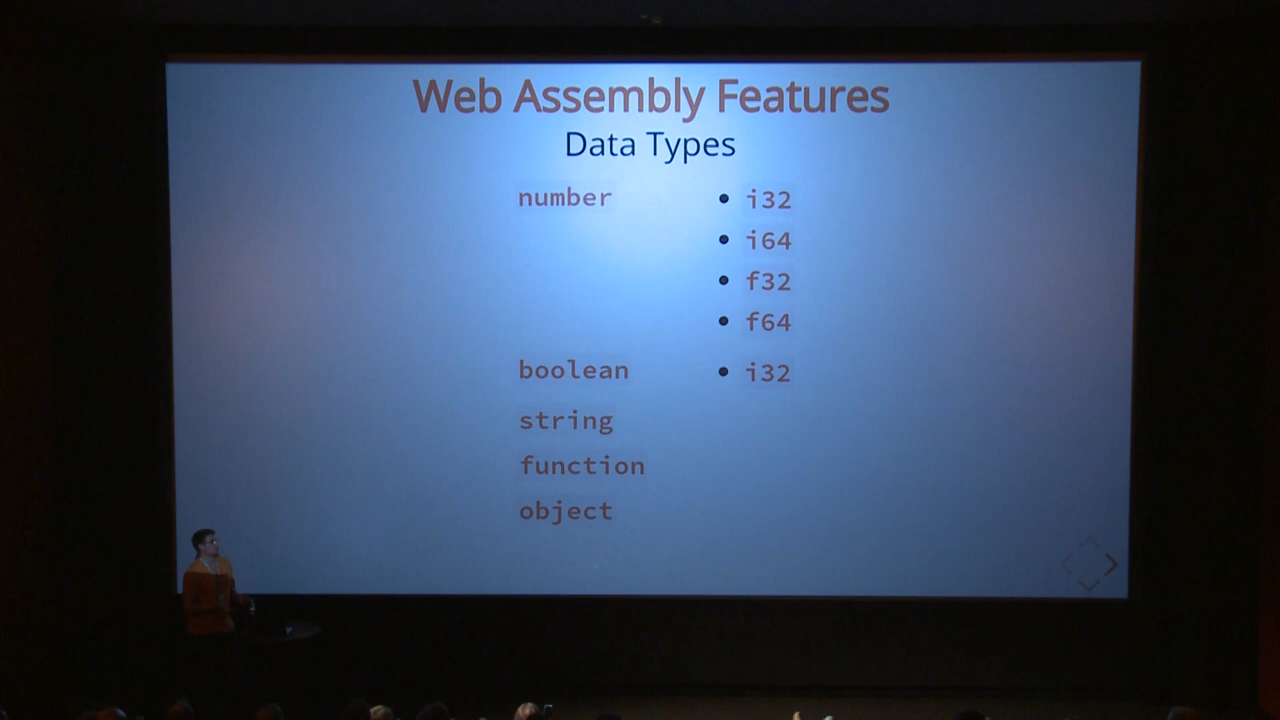 Web Assembly Features
Data Types
number • i32
• i64
• f32
• f64
boolean • i32
string
function
object